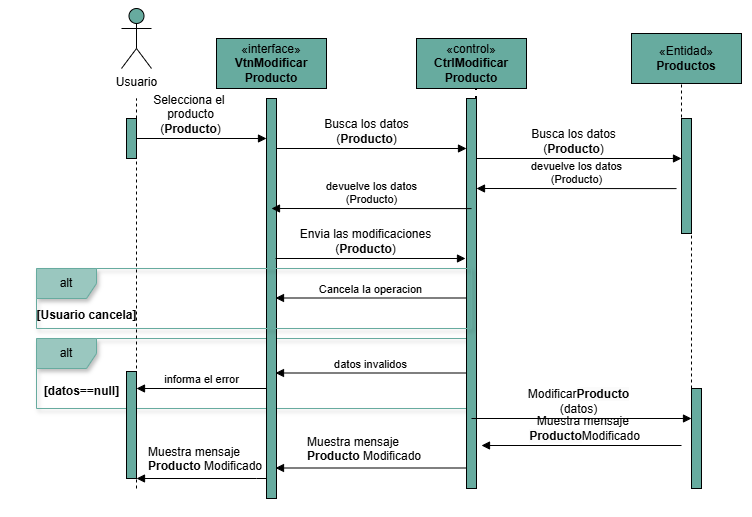 Usuario
«interface»
VtnModificar
Producto
«control»
CtrlModificar
Producto
«Entidad»
Productos
Selecciona el
producto
(Producto)
Busca los datos
(Producto)
Busca los datos
(Producto)
devuelve los datos
(Producto)
devuelve los datos
(Producto)
Envia las modificaciones
(Producto)
alt
Cancela la operacion
[Usuario cancela]
alt
datos invalidos
informa el error
[datos==null]
ModificarProducto
(datos)
Muestra mensaje
ProductoModificado
Muestra mensaje
Producto Modificado
Muestra mensaje
Producto Modificado